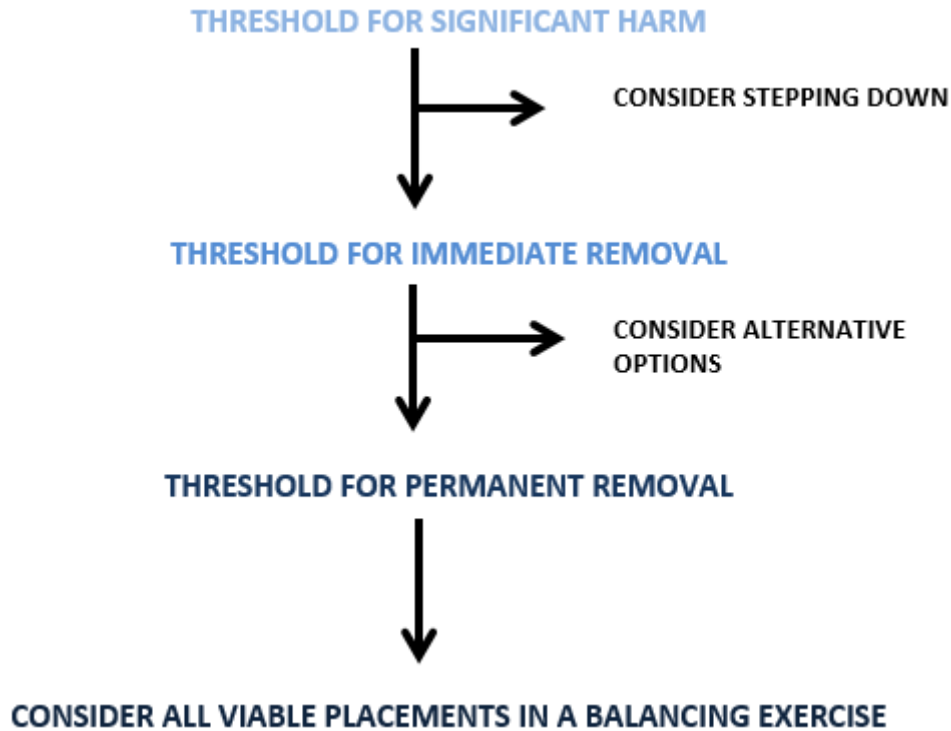 THRESHOLD FOR SIGNIFICANT HARM
CONSIDER STEPPING DOWN
THRESHOLD FOR IMMEDIATE REMOVAL
CONSIDER ALTERNATIVE
OPTIONS
THRESHOLD FOR PERMANENT REMOVAL
CONSIDER ALL VIABLE PLACEMENTS IN A BALANCING EXERCISE